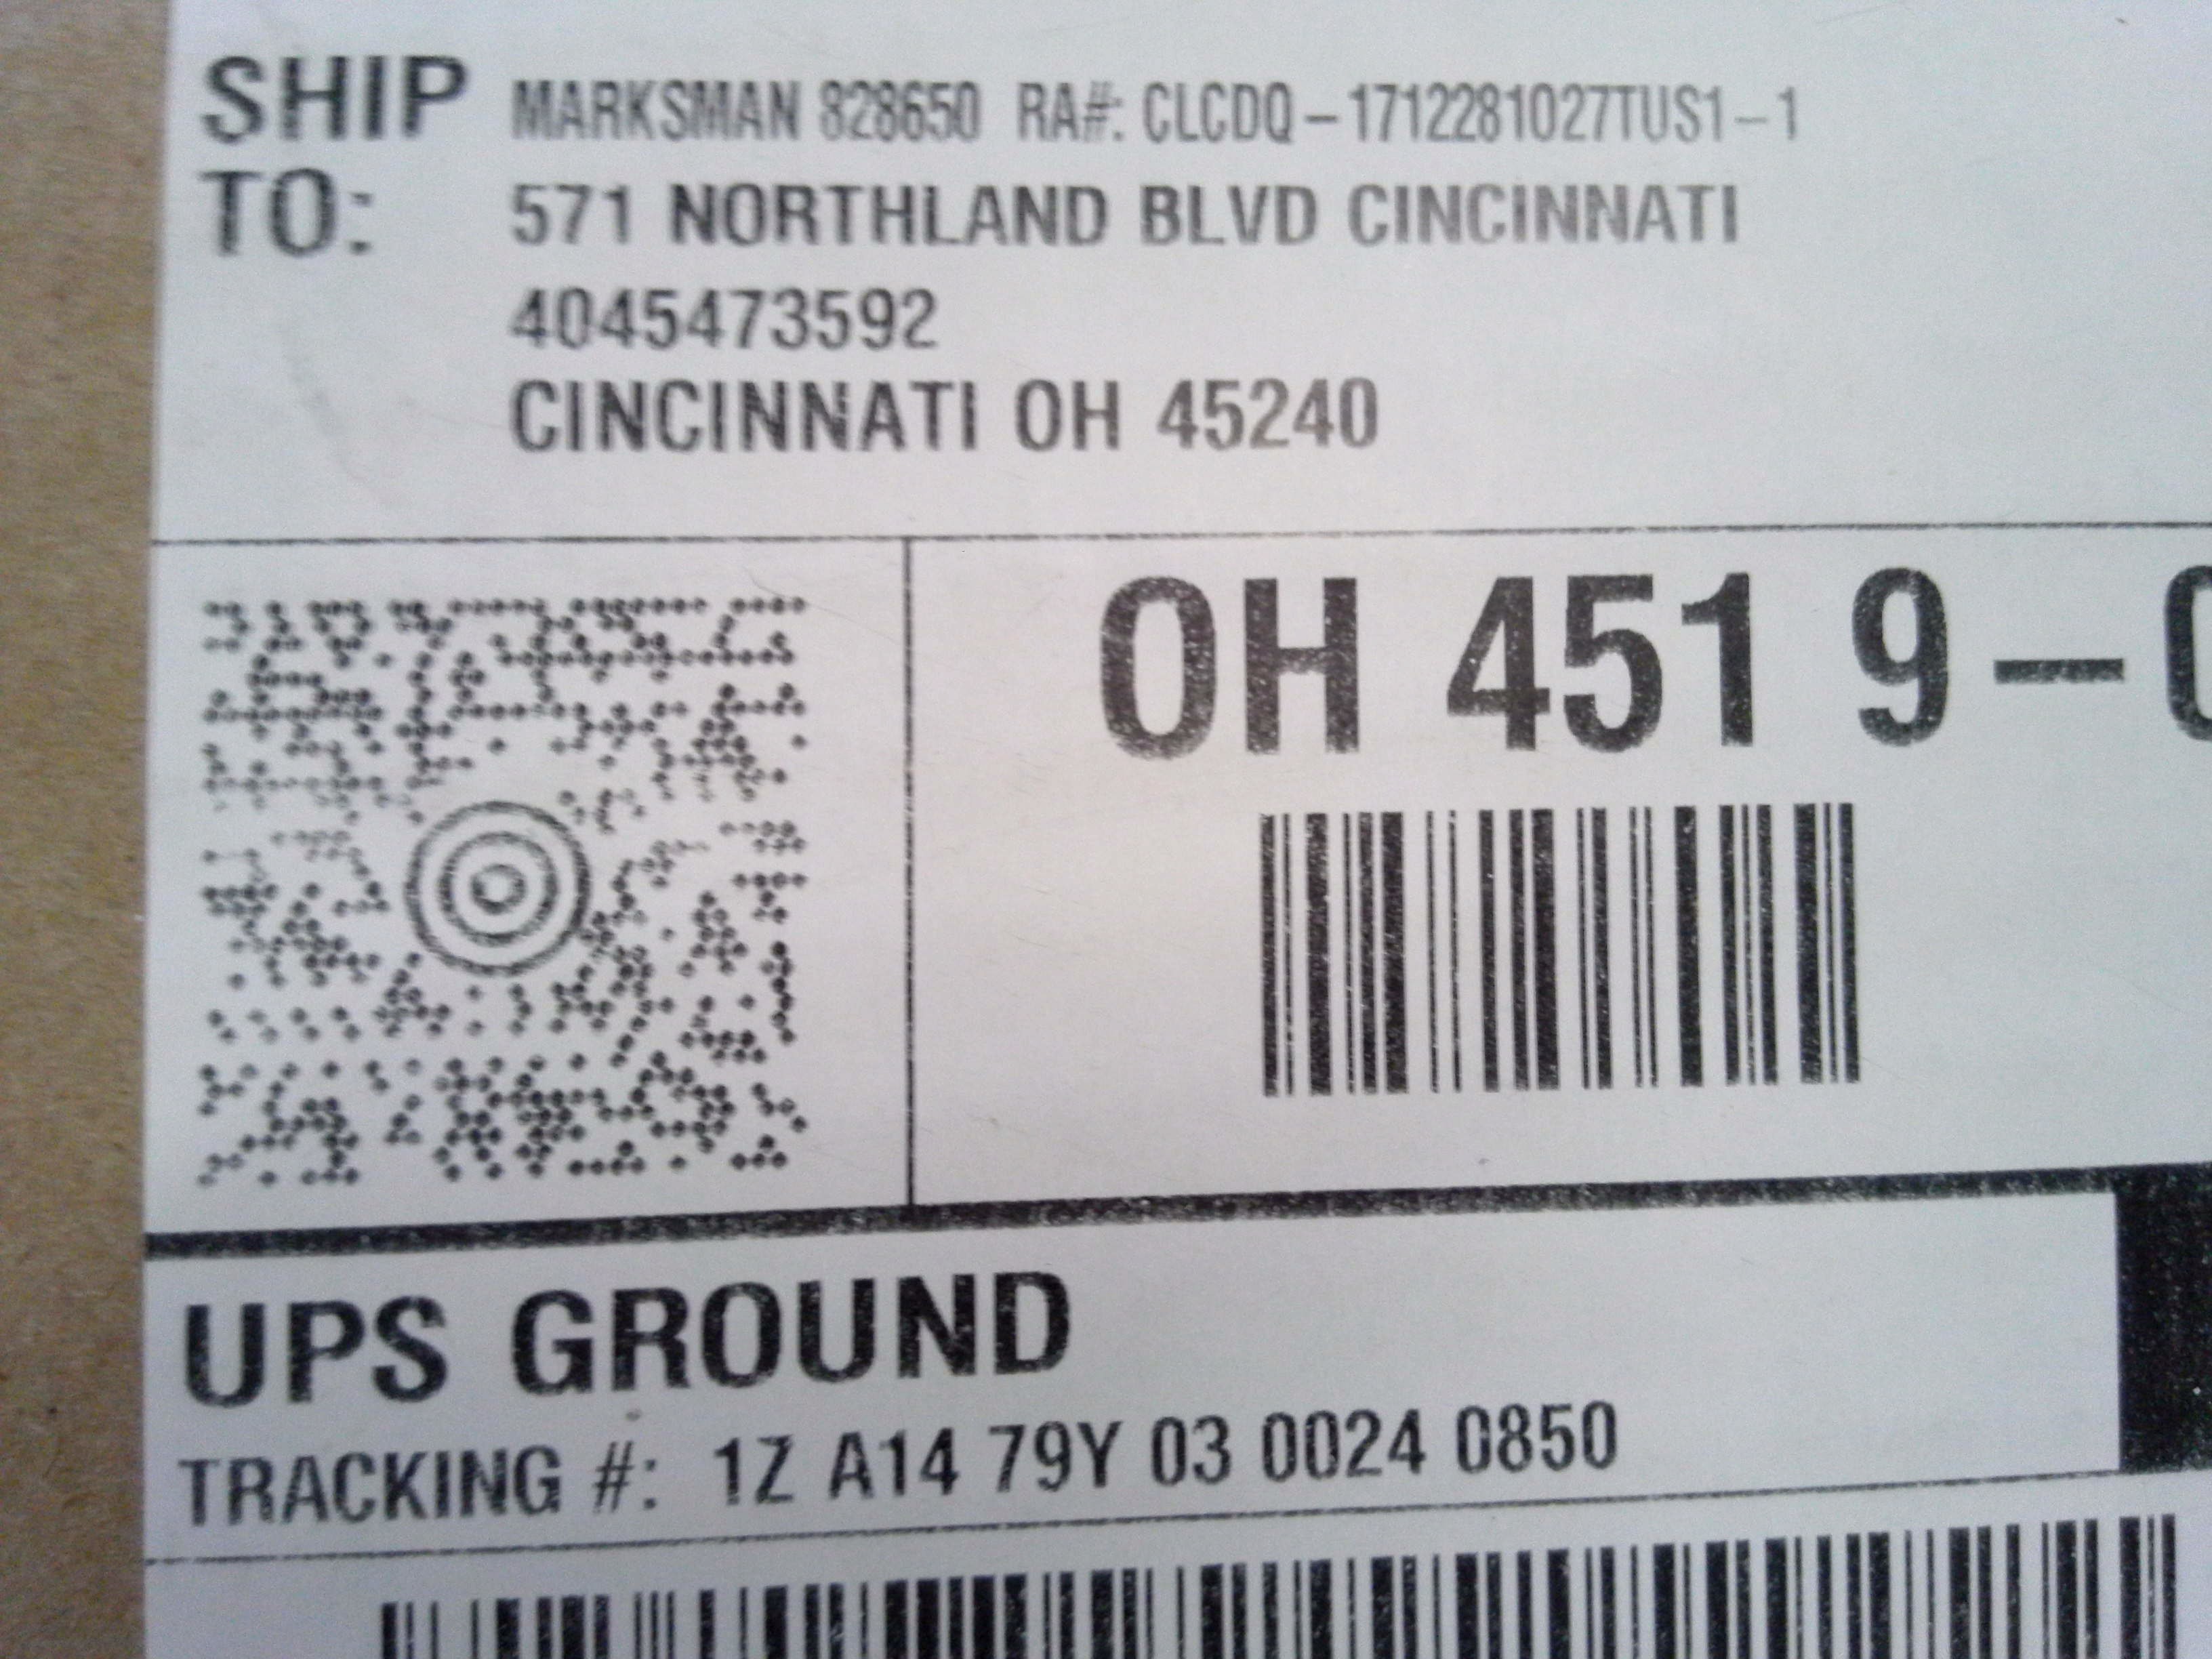 SHIP TO: MARKSMAN 828650 RA#: CLCDQ-1712281027TUS1-1
571 NORTHLAND BLVD CINCINNATI
4045473592
CINCINNATI OH 45240
OH 451 9-0
UPS GROUND
TRACKING #: 1Z A14 79Y 03 0024 0850